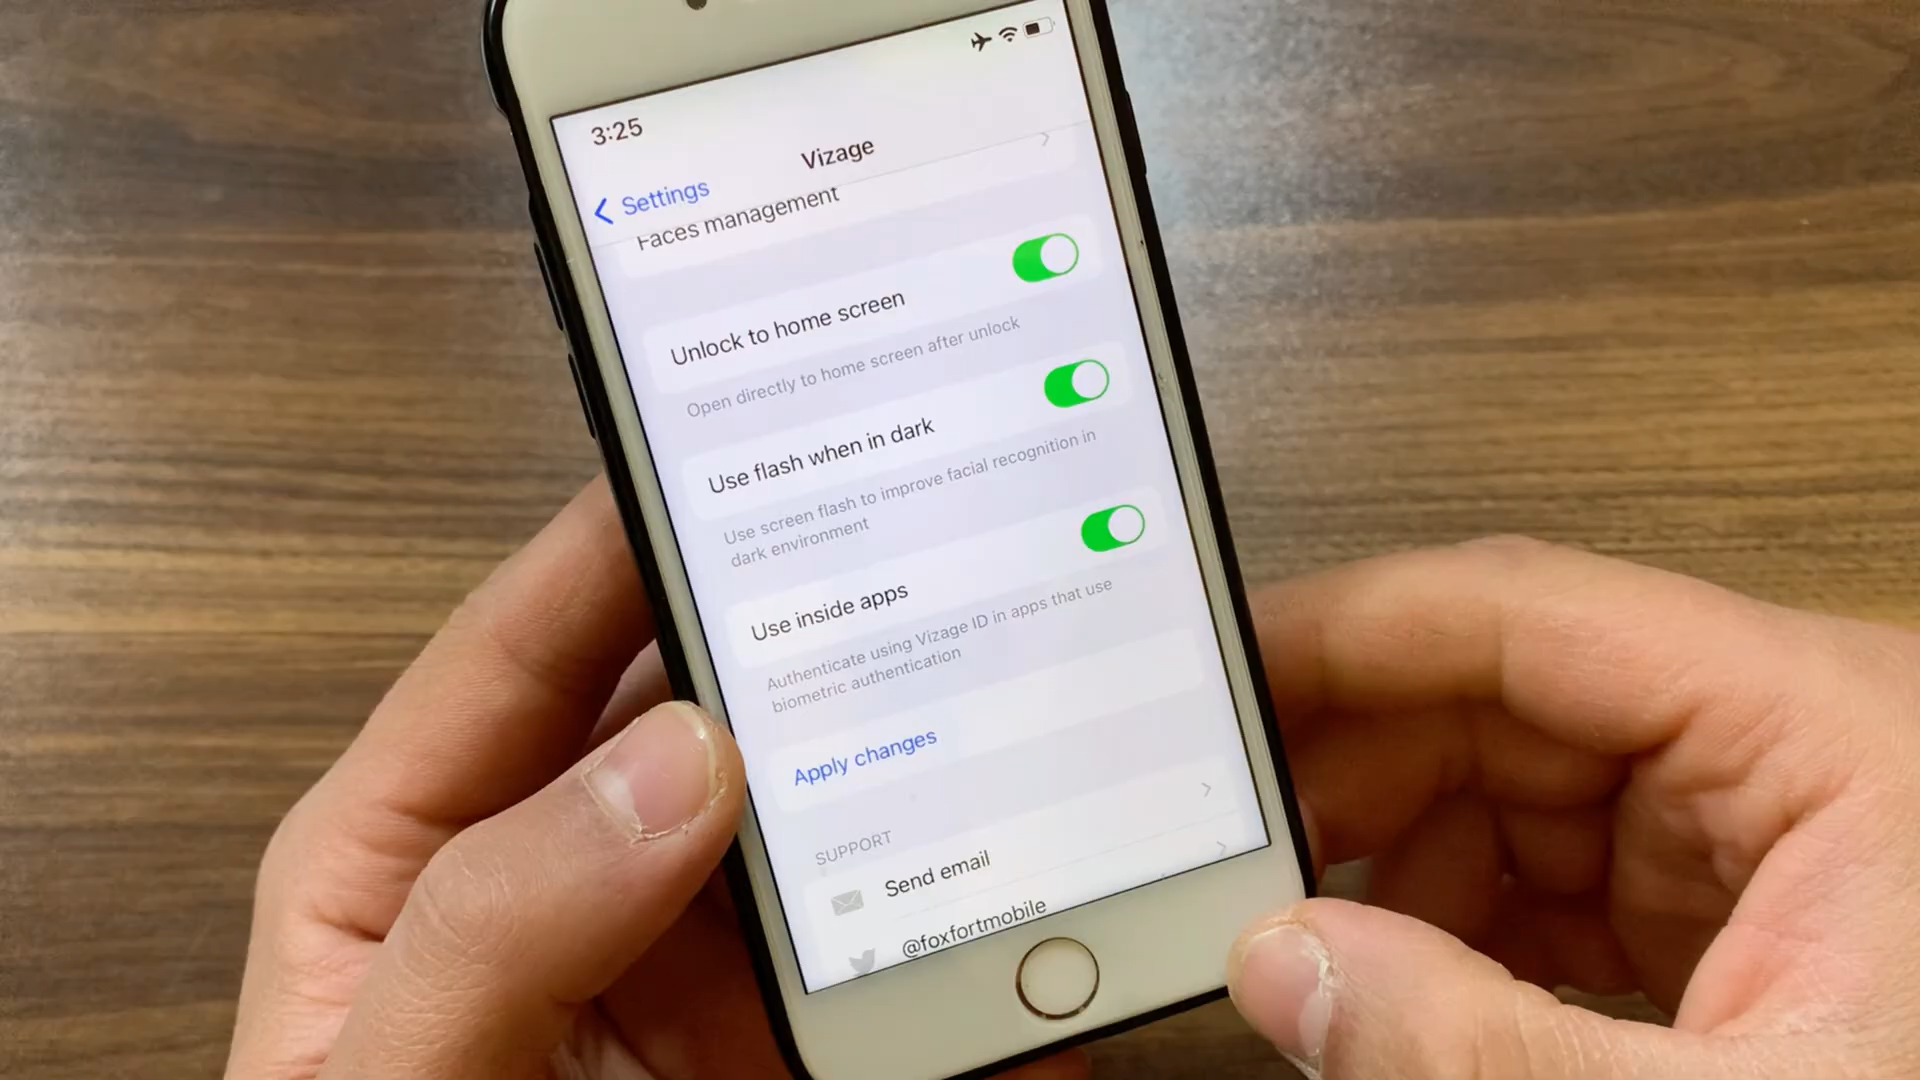 3:25
Vizage
Settings
Faces management
Unlock to home screen
Open directly to home screen after unlock
Use flash when in dark
Use screen flash to improve facial recognition in
dark environment
Use inside apps
Authenticate using Vizage ID in apps that use
biometric authentication
Apply changes
SUPPORT
Send email
@foxfortmobile